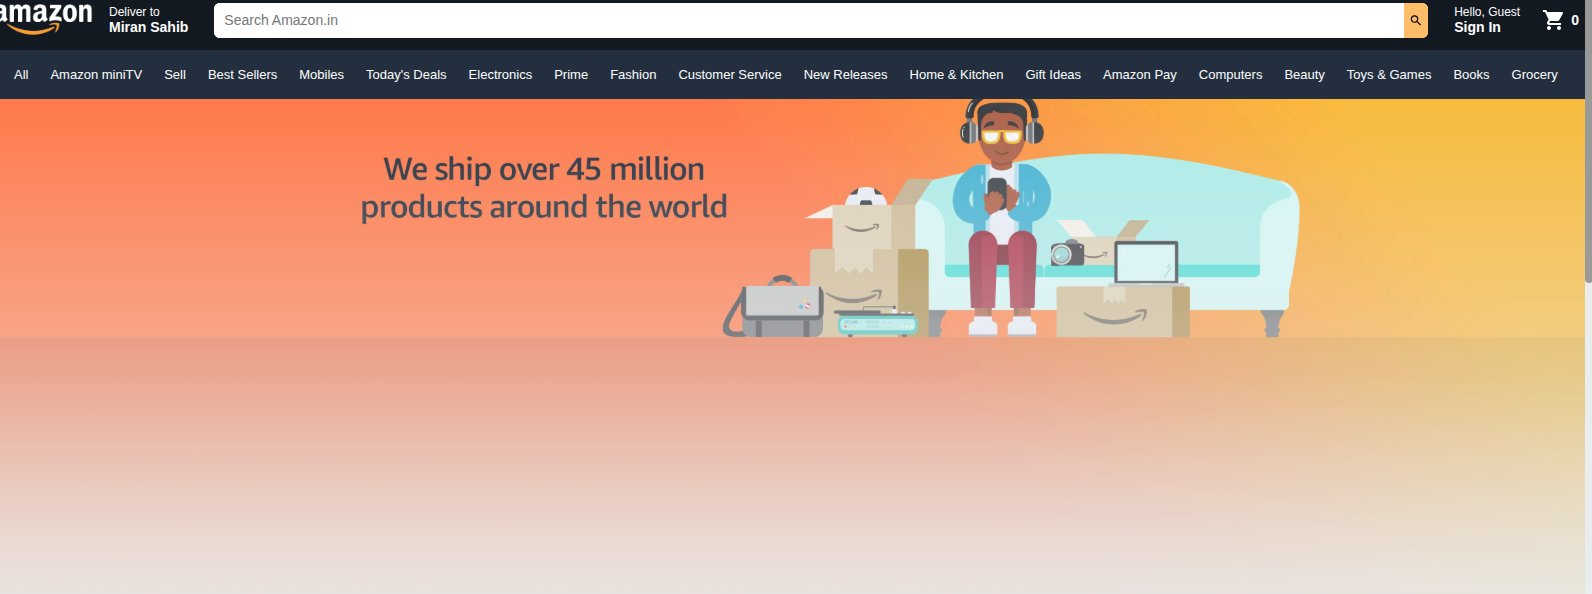 amazon
Deliver to
Miran Sahib
Search Amazon.in
Hello, Guest
Sign In
0
All Amazon miniTV Sell Best Sellers Mobiles Today's Deals Electronics Prime Fashion Customer Service New Releases Home & Kitchen Gift Ideas Amazon Pay Computers Beauty Toys & Games Books Grocery
We ship over 45 million
products around the world